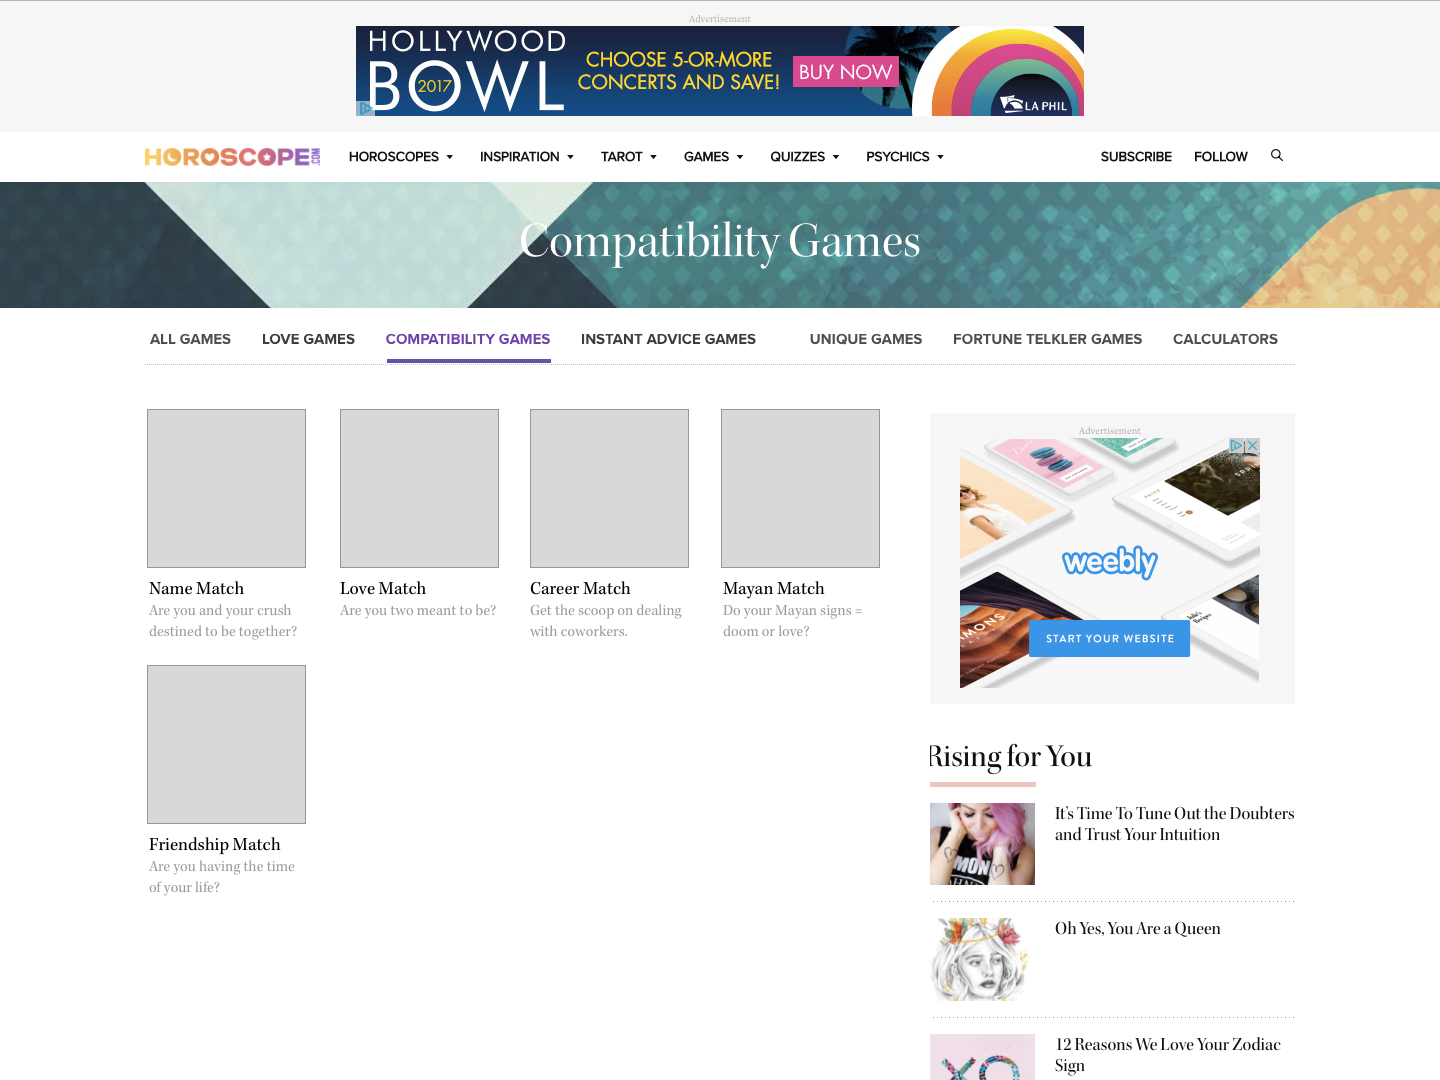 Advertisement
HOLLYWOOD
BOWL
2017
CHOOSE 5-OR-MORE
CONCERTS AND SAVE!
BUY NOW
LA PHIL
HOROSCOPE.COM
HOROSCOPES
INSPIRATION
TAROT
GAMES
QUIZZES
PSYCHICS
SUBSCRIBE
FOLLOW
Compatibility Games
ALL GAMES
LOVE GAMES
COMPATIBILITY GAMES
INSTANT ADVICE GAMES
UNIQUE GAMES
FORTUNE TELKLER GAMES
CALCULATORS
Name Match
Are you and your crush
destined to be together?
Love Match
Are you two meant to be?
Career Match
Get the scoop on dealing
with coworkers.
Mayan Match
Do your Mayan signs =
doom or love?
Friendship Match
Are you having the time
of your life?
Advertisement
weebly
START YOUR WEBSITE
Rising for You
It's Time To Tune Out the Doubters
and Trust Your Intuition
Oh Yes, You Are a Queen
12 Reasons We Love Your Zodiac
Sign
XO